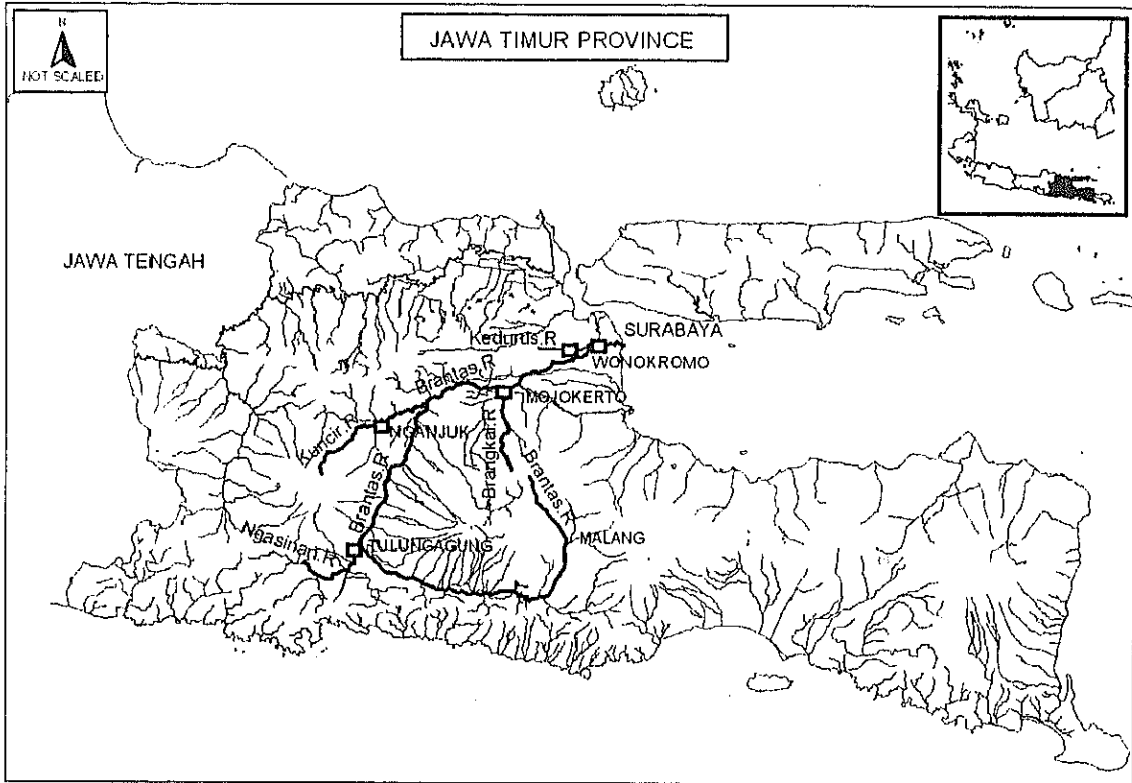 N
NOT SCALED
JAWA TIMUR PROVINCE
JAWA TENGAH
SURABAYA
Kedurus.R
WONOKROMO
Brantas.R
MOJOKERTO
Kuncir.R
NGANJUK
Brantas.R
Brangkal.R
Brantas.R
Ngasinan.R
TULUNGAGUNG
MALANG